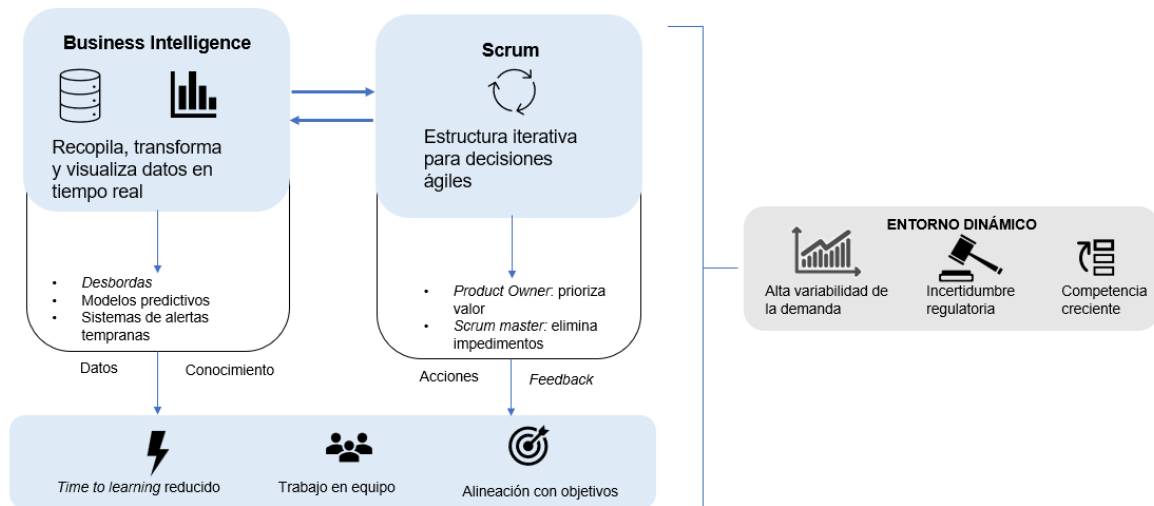 Business Intelligence
Recopila, transforma
y visualiza datos en
tiempo real
Desbordas
Modelos predictivos
Sistemas de alertas
tempranas
Datos
Conocimiento
Scrum
Estructura iterativa
para decisiones
ágiles
Product Owner: prioriza
valor
Scrum master: elimina
impedimentos
Acciones
Feedback
Time to learning reducido
Trabajo en equipo
Alineación con objetivos
ENTORNO DINÁMICO
Alta variabilidad de
la demanda
Incertidumbre
regulatoria
Competencia
creciente